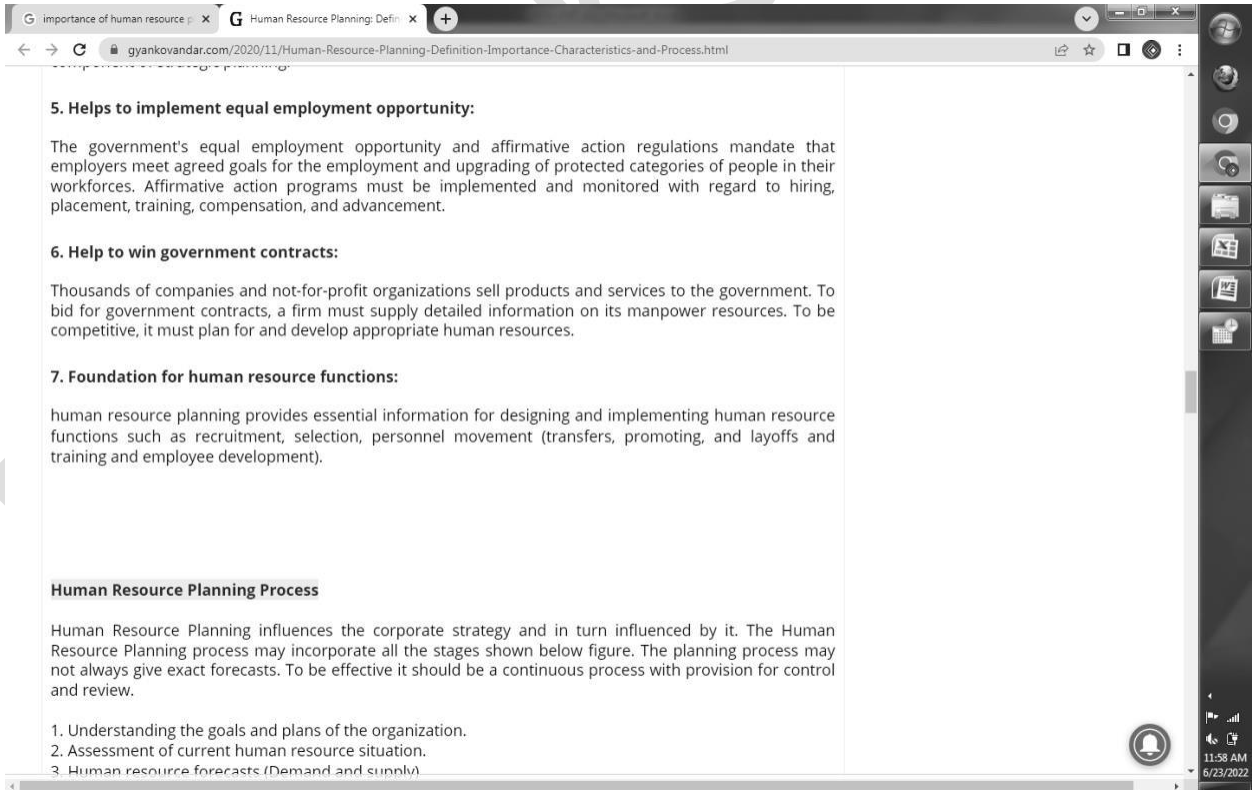 importance of human resource p
Human Resource Planning: Defin
gyankovandar.com/2020/11/Human-Resource-Planning-Definition-Importance-Characteristics-and-Process.html
component of strategic planning.
5. Helps to implement equal employment opportunity:
The government's equal employment opportunity and affirmative action regulations mandate that
employers meet agreed goals for the employment and upgrading of protected categories of people in their
workforces. Affirmative action programs must be implemented and monitored with regard to hiring,
placement, training, compensation, and advancement.
6. Help to win government contracts:
Thousands of companies and not-for-profit organizations sell products and services to the government. To
bid for government contracts, a firm must supply detailed information on its manpower resources. To be
competitive, it must plan for and develop appropriate human resources.
7. Foundation for human resource functions:
human resource planning provides essential information for designing and implementing human resource
functions such as recruitment, selection, personnel movement (transfers, promoting, and layoffs and
training and employee development).
Human Resource Planning Process
Human Resource Planning influences the corporate strategy and in turn influenced by it. The Human
Resource Planning process may incorporate all the stages shown below figure. The planning process may
not always give exact forecasts. To be effective it should be a continuous process with provision for control
and review.
1. Understanding the goals and plans of the organization.
2. Assessment of current human resource situation.
3. Human resource forecasts (Demand and supply)
11:58 AM
6/23/2022